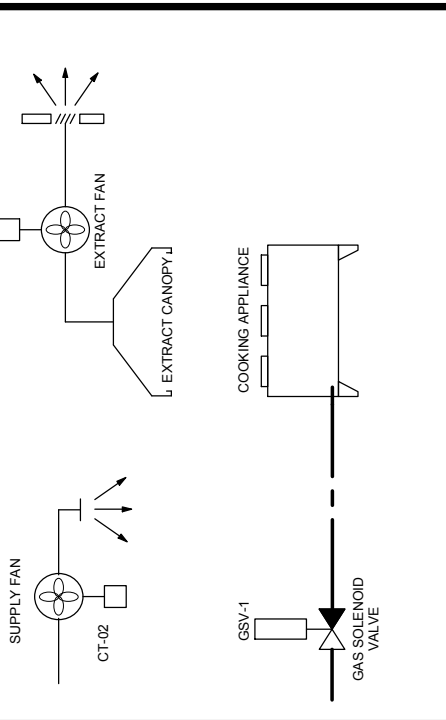 EXTRACT FAN
EXTRACT CANOPY
COOKING APPLIANCE
SUPPLY FAN
CT-02
GSV-1
GAS SOLENOID
VALVE